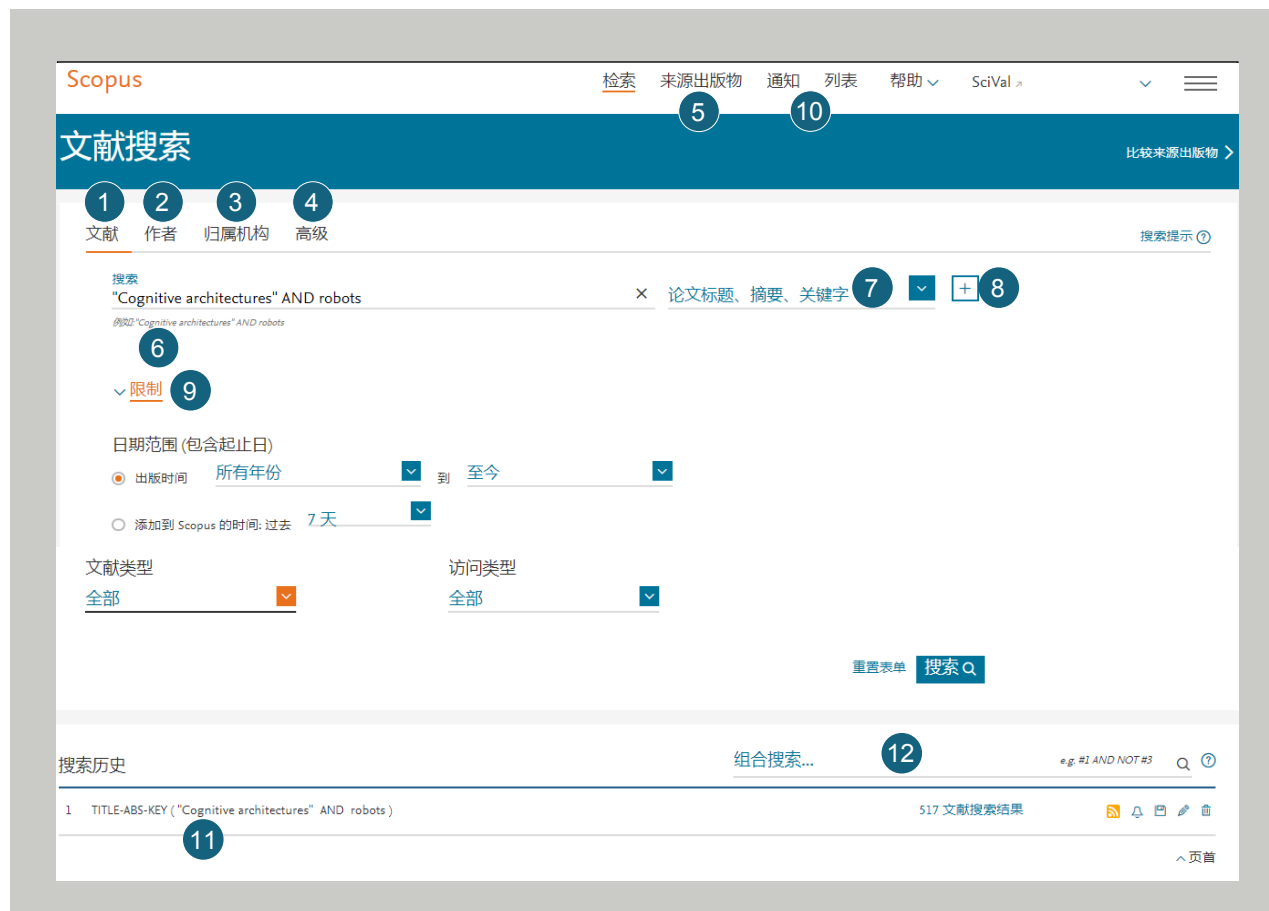 Scopus 检索 来源出版物 通知 列表 帮助 SciVal
5 10
文献搜索
比较来源出版物
1 2 3 4
文献 作者 归属机构 高级
搜索提示
搜索
"Cognitive architectures" AND robots
论文标题、摘要、关键字 7 8
例如:"Cognitive architectures" AND robots
6
限制 9
日期范围 (包含起止日)
出版时间 所有年份 到 至今
添加到 Scopus 的时间: 过去 7 天
文献类型 访问类型
全部 全部
重置表单 搜索
搜索历史 组合搜索... 12 e.g. #1 AND NOT #3
1 TITLE-ABS-KEY ( "Cognitive architectures" AND robots ) 517 文献搜索结果
11
页首